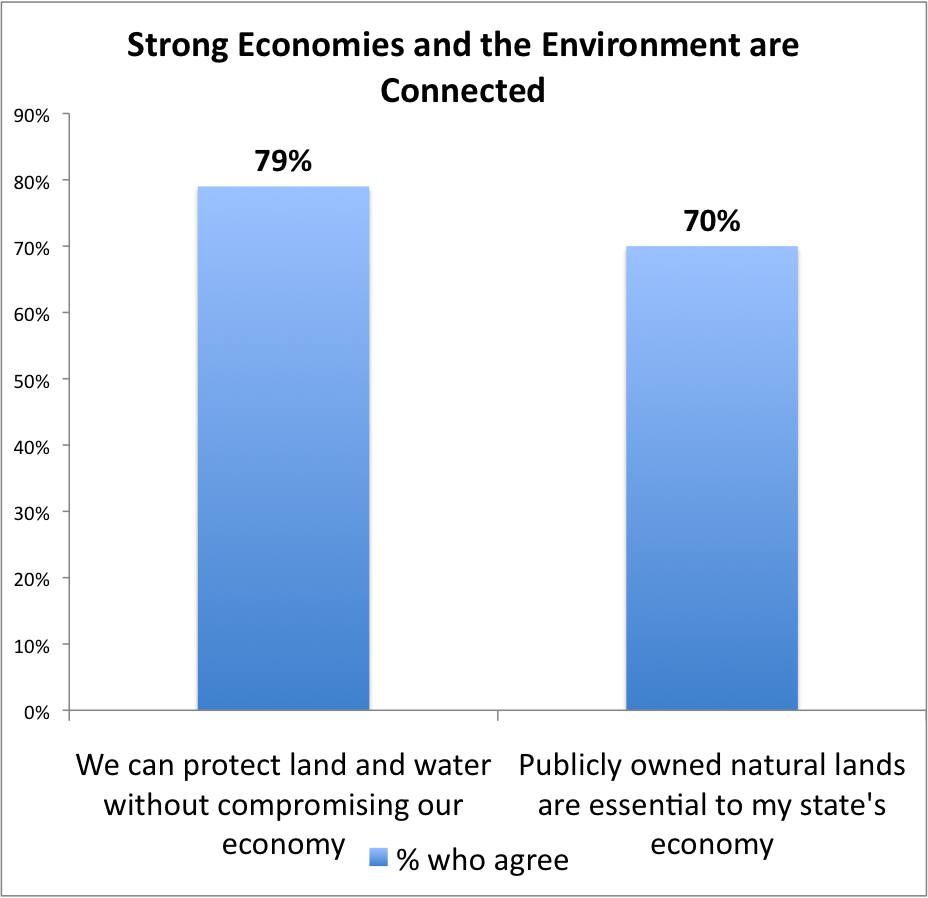 Strong Economies and the Environment are
Connected
90%
80%
70%
60%
50%
40%
30%
20%
10%
0%
79%
70%
We can protect land and water
without compromising our
economy
Publicly owned natural lands
are essential to my state's
economy
% who agree